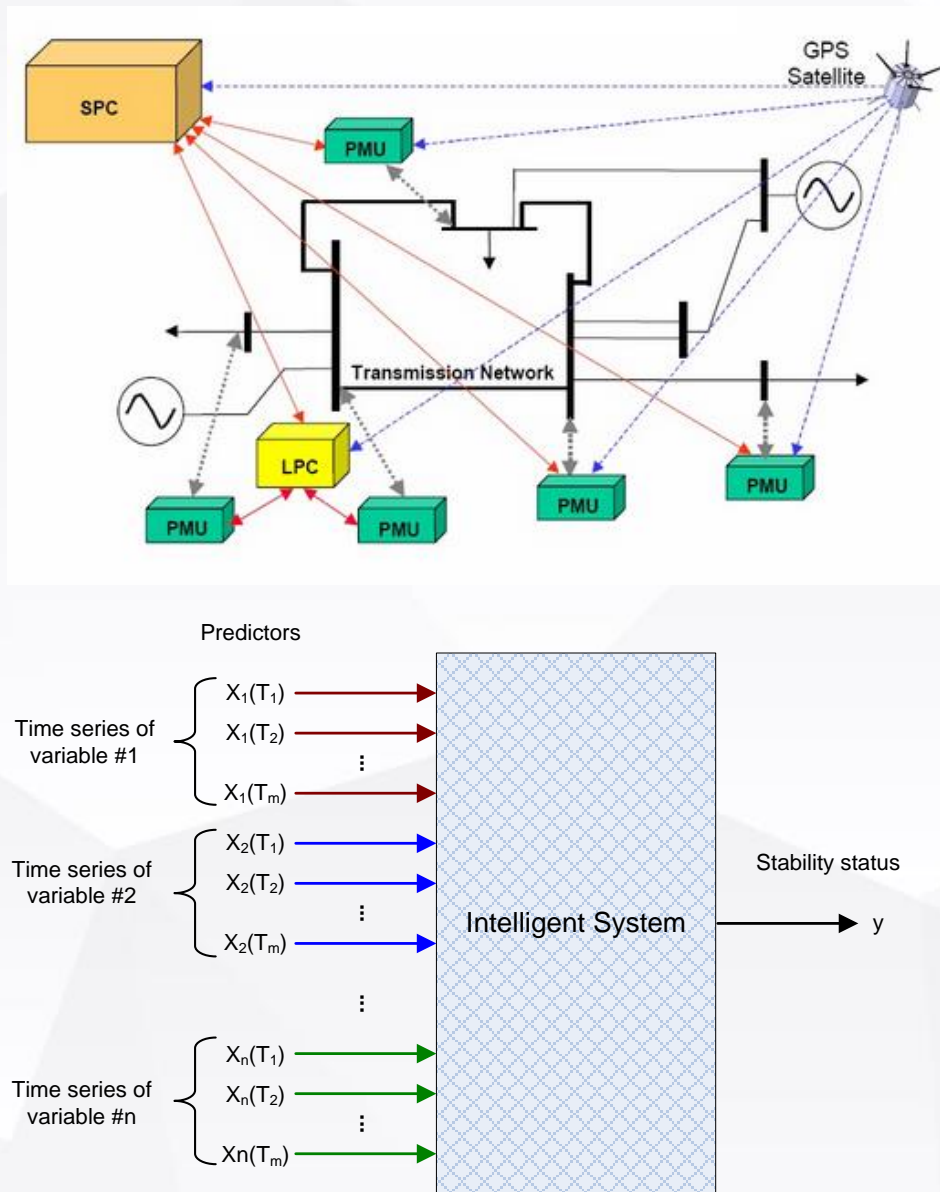 GPS
Satellite
SPC
PMU
Transmission Network
LPC
PMU
PMU
PMU
PMU
Predictors
Time series of
variable #1
X₁(T₁)
X₁(T₂)
...
X₁(Tₘ)
Time series of
variable #2
X₂(T₁)
X₂(T₂)
...
X₂(Tₘ)
...
Time series of
variable #n
Xₙ(T₁)
Xₙ(T₂)
...
Xn(Tₘ)
Intelligent System
Stability status
y